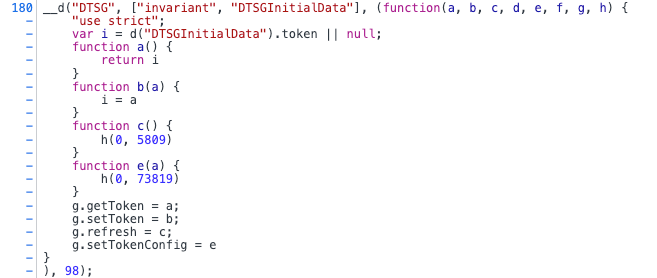 180 __d("DTSG", ["invariant", "DTSGInitialData"], (function(a, b, c, d, e, f, g, h) {
-     "use strict";
-     var i = d("DTSGInitialData").token || null;
-     function a() {
-         return i
-     }
-     function b(a) {
-         i = a
-     }
-     function c() {
-         h(0, 5809)
-     }
-     function e(a) {
-         h(0, 73819)
-     }
-     g.getToken = a;
-     g.setToken = b;
-     g.refresh = c;
-     g.setTokenConfig = e
- }
- ), 98);